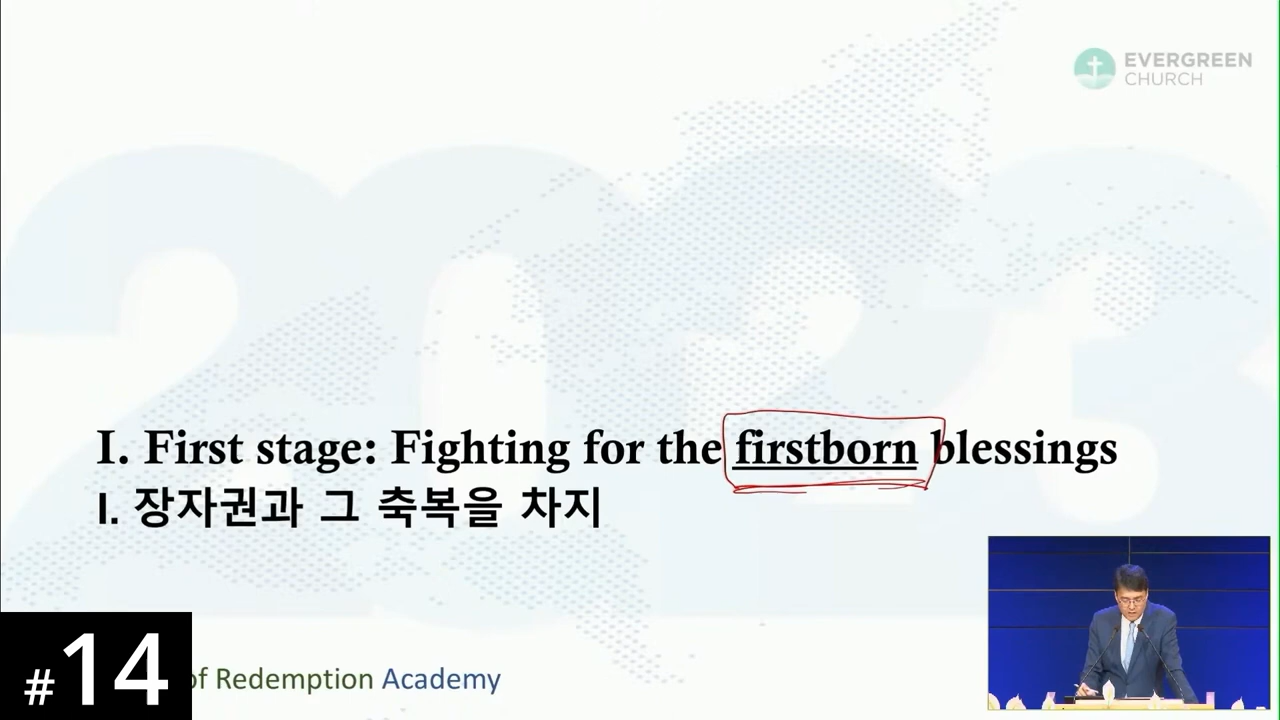 EVERGREEN
CHURCH
I. First stage: Fighting for the firstborn blessings
I. 장자권과 그 축복을 차지
#14
of Redemption Academy